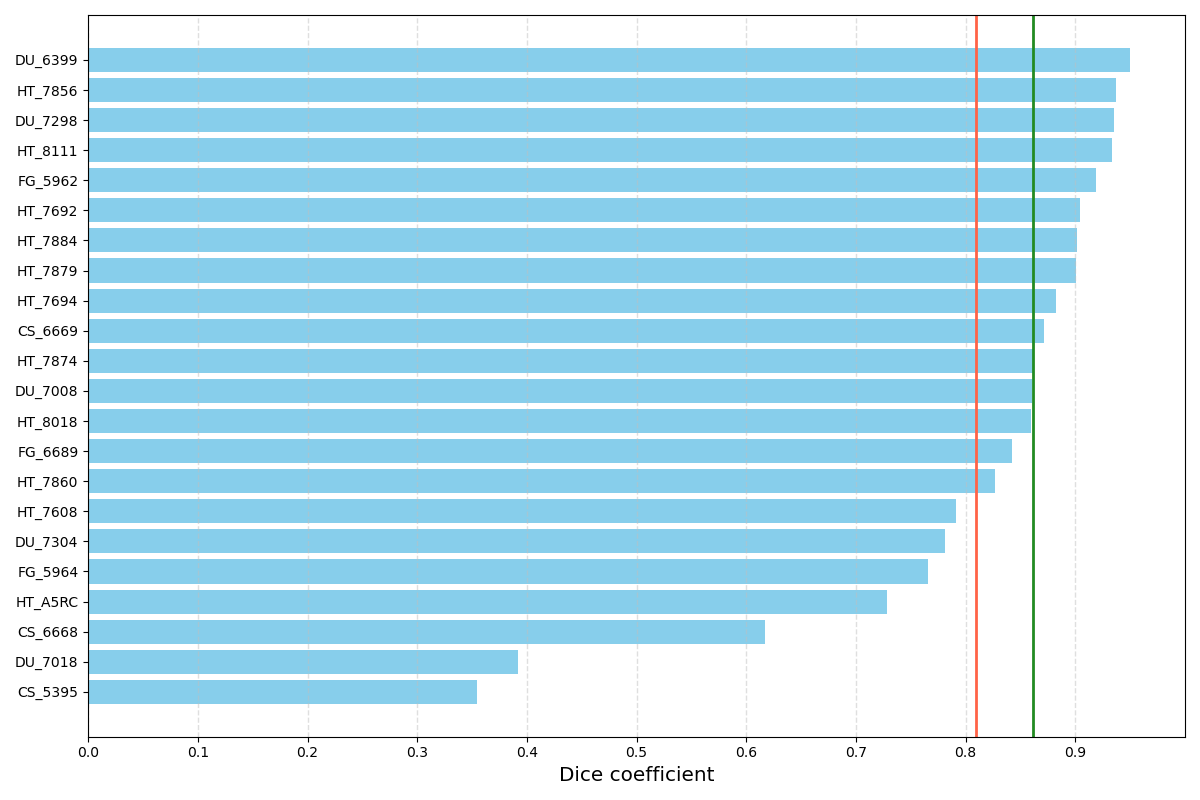 DU_6399
HT_7856
DU_7298
HT_8111
FG_5962
HT_7692
HT_7884
HT_7879
HT_7694
CS_6669
HT_7874
DU_7008
HT_8018
FG_6689
HT_7860
HT_7608
DU_7304
FG_5964
HT_A5RC
CS_6668
DU_7018
CS_5395
0.0 0.1 0.2 0.3 0.4 0.5 0.6 0.7 0.8 0.9
Dice coefficient